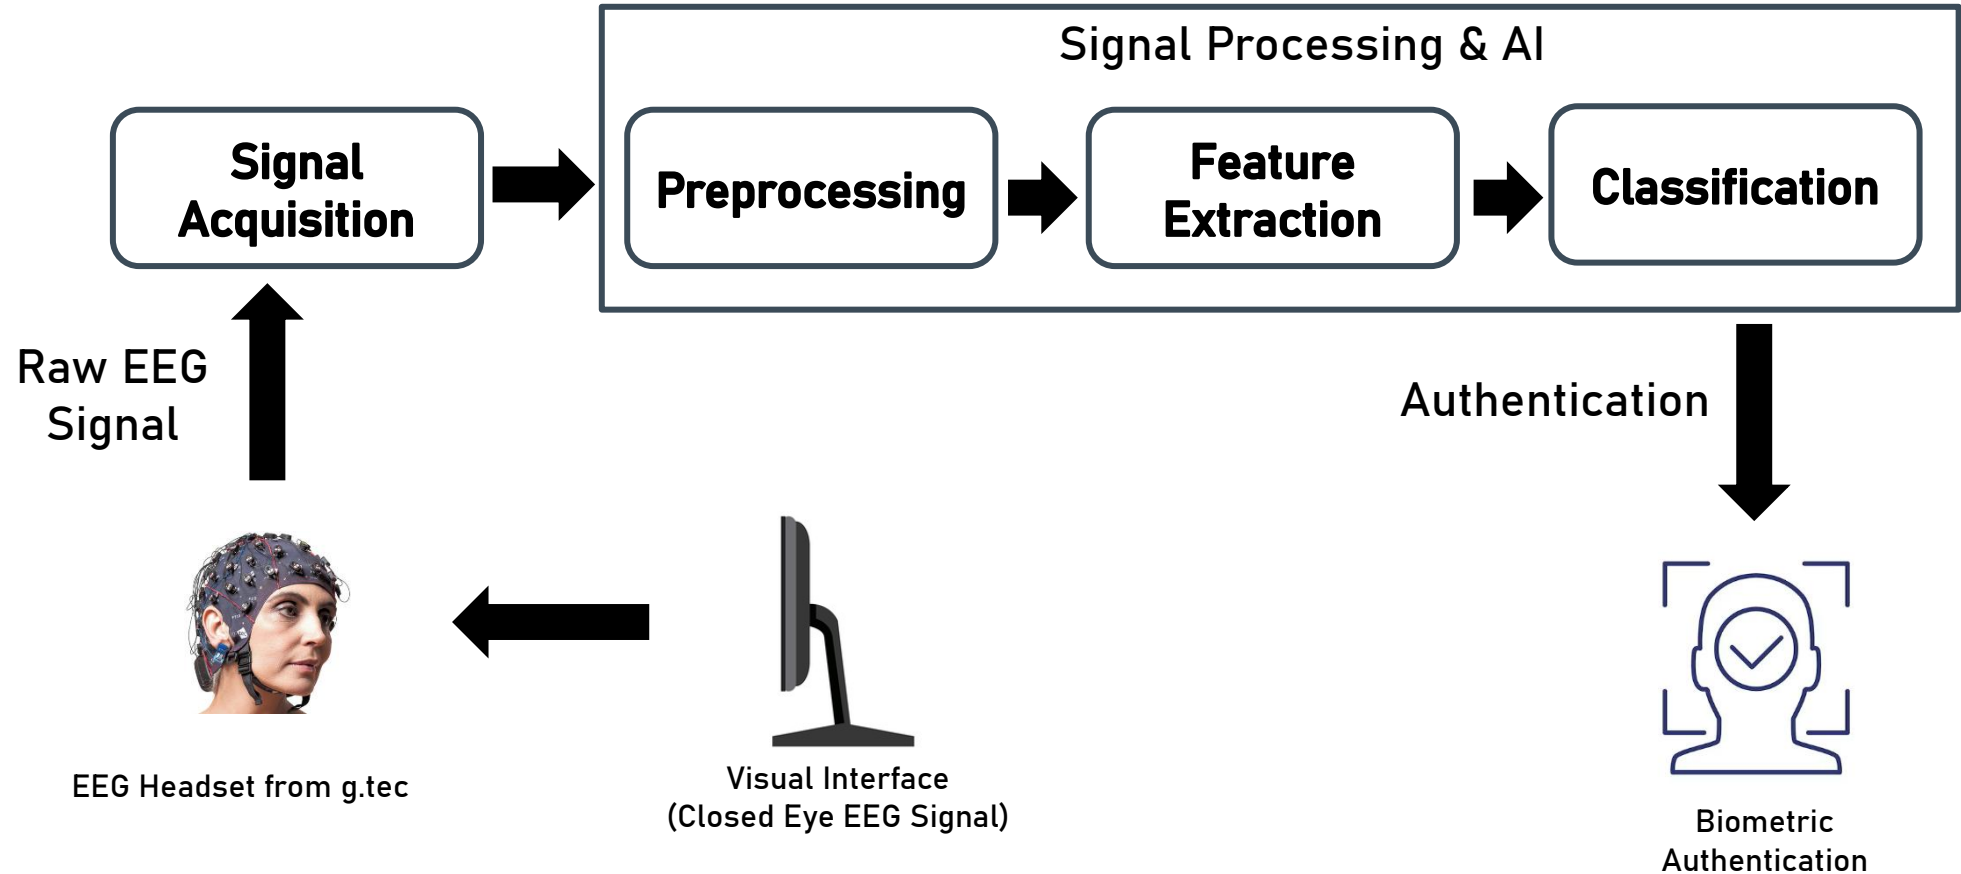 Signal Processing & AI
Signal
Acquisition
Preprocessing
Feature
Extraction
Classification
Raw EEG
Signal
Authentication
EEG Headset from g.tec
Visual Interface
(Closed Eye EEG Signal)
Biometric
Authentication